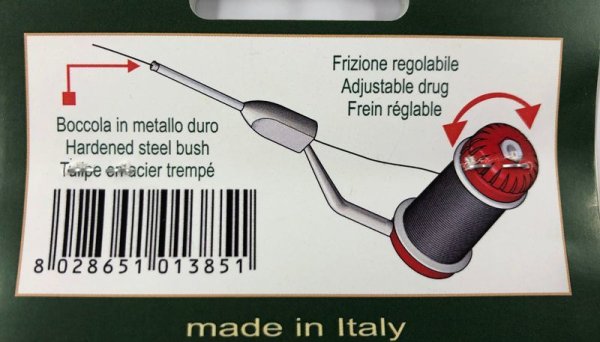 Frizione regolabile
Adjustable drug
Frein réglable
Boccola in metallo duro
Hardened steel bush
acier trempé
8 028651 013851
made in Italy